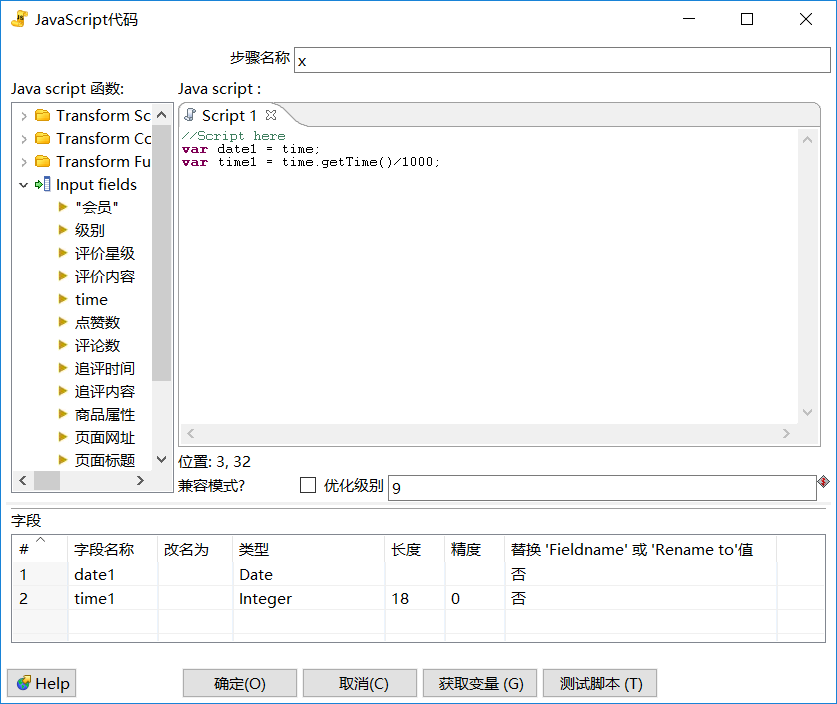 JavaScript代码
步骤名称 x
Java script 函数:
Java script :
Transform Sc
Transform Cc
Transform Fu
Input fields
"会员"
级别
评价星级
评价内容
time
点赞数
评论数
追评时间
追评内容
商品属性
页面网址
页面标题
Script 1
//Script here
var date1 = time;
var time1 = time.getTime()/1000;
位置: 3, 32
兼容模式? 优化级别 9
字段
# 字段名称 改名为 类型 长度 精度 替换 'Fieldname' 或 'Rename to'值
1 date1 Date 否
2 time1 Integer 18 0 否
Help 确定(O) 取消(C) 获取变量 (G) 测试脚本 (T)